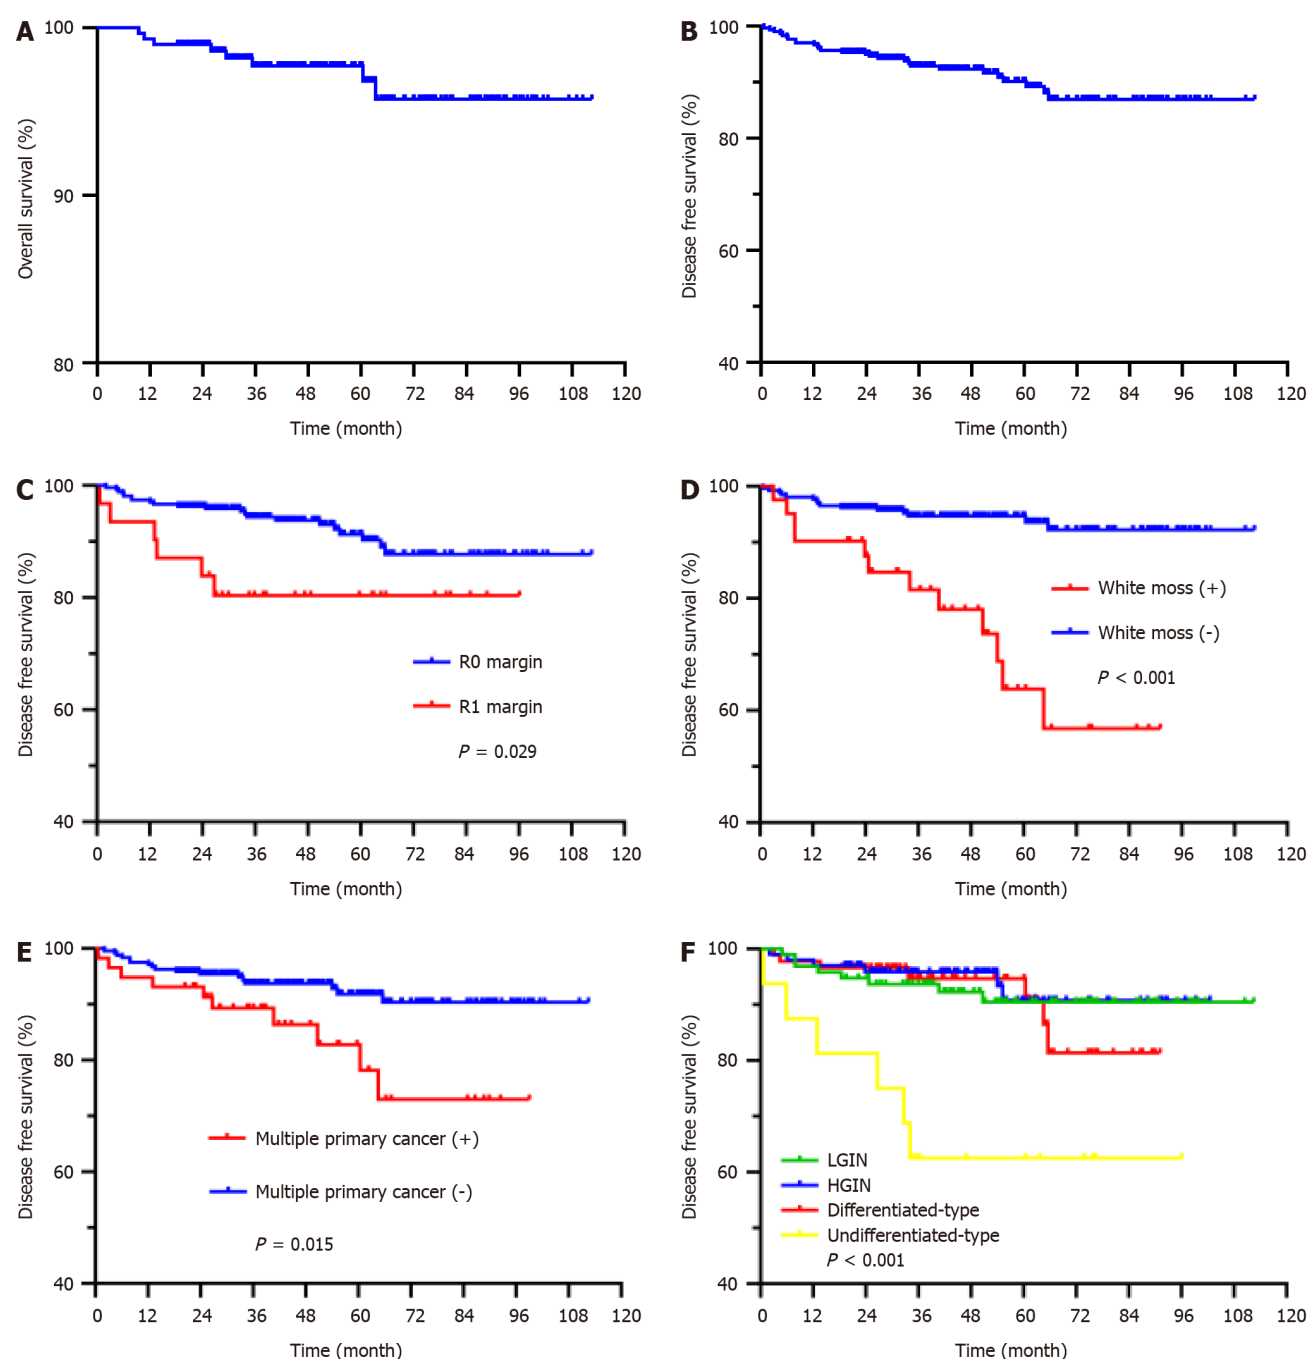 A
100
90
80
Overall survival (%)
0 12 24 36 48 60 72 84 96 108 120
Time (month)
B
100
80
60
40
Disease free survival (%)
0 12 24 36 48 60 72 84 96 108 120
Time (month)
C
100
80
60
40
Disease free survival (%)
R0 margin
R1 margin
P = 0.029
0 12 24 36 48 60 72 84 96 108 120
Time (month)
D
100
80
60
40
Disease free survival (%)
White moss (+)
White moss (-)
P < 0.001
0 12 24 36 48 60 72 84 96 108 120
Time (month)
E
100
80
60
40
Disease free survival (%)
Multiple primary cancer (+)
Multiple primary cancer (-)
P = 0.015
0 12 24 36 48 60 72 84 96 108 120
Time (month)
F
100
80
60
40
Disease free survival (%)
LGIN
HGIN
Differentiated-type
Undifferentiated-type
P < 0.001
0 12 24 36 48 60 72 84 96 108 120
Time (month)